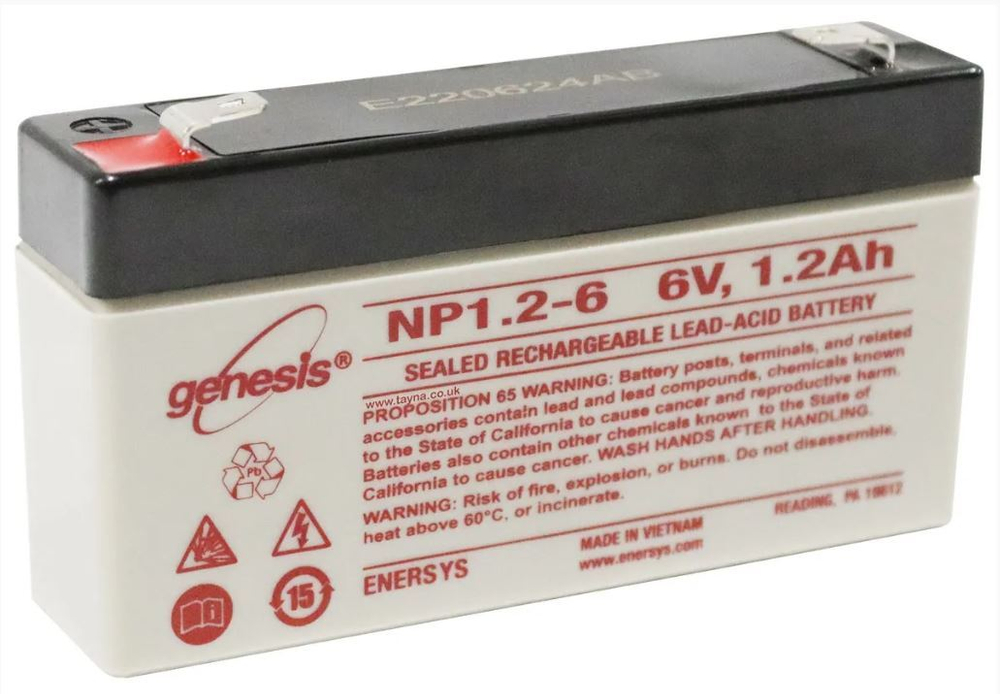 E220624AB
+
NP1.2-6 6V, 1.2Ah
SEALED RECHARGEABLE LEAD-ACID BATTERY
genesis®
www.tayna.co.uk
PROPOSITION 65 WARNING: Battery posts, terminals, and related
accessories contain lead and lead compounds, chemicals known
to the State of California to cause cancer and reproductive harm.
Batteries also contain other chemicals known to the State of
California to cause cancer. WASH HANDS AFTER HANDLING.
WARNING: Risk of fire, explosion, or burns. Do not disassemble,
heat above 60°C, or incinerate.
Pb
15
i
ENERSYS
MADE IN VIETNAM
www.enersys.com
READING, PA 19612